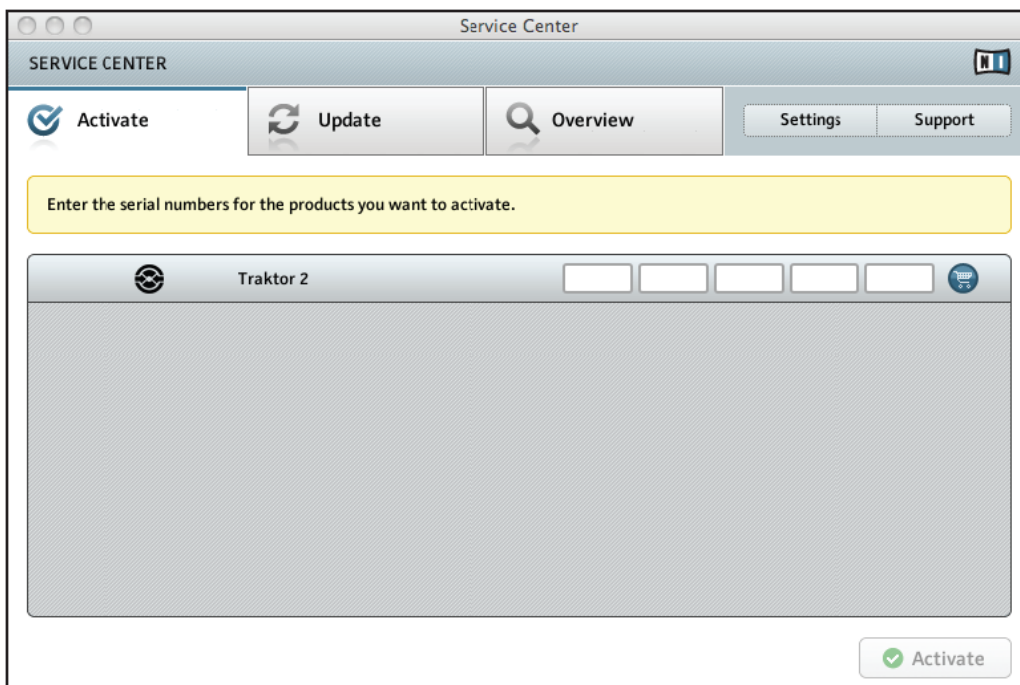 Service Center
SERVICE CENTER
NI
Activate
Update
Overview
Settings
Support
Enter the serial numbers for the products you want to activate.
Traktor 2
Activate